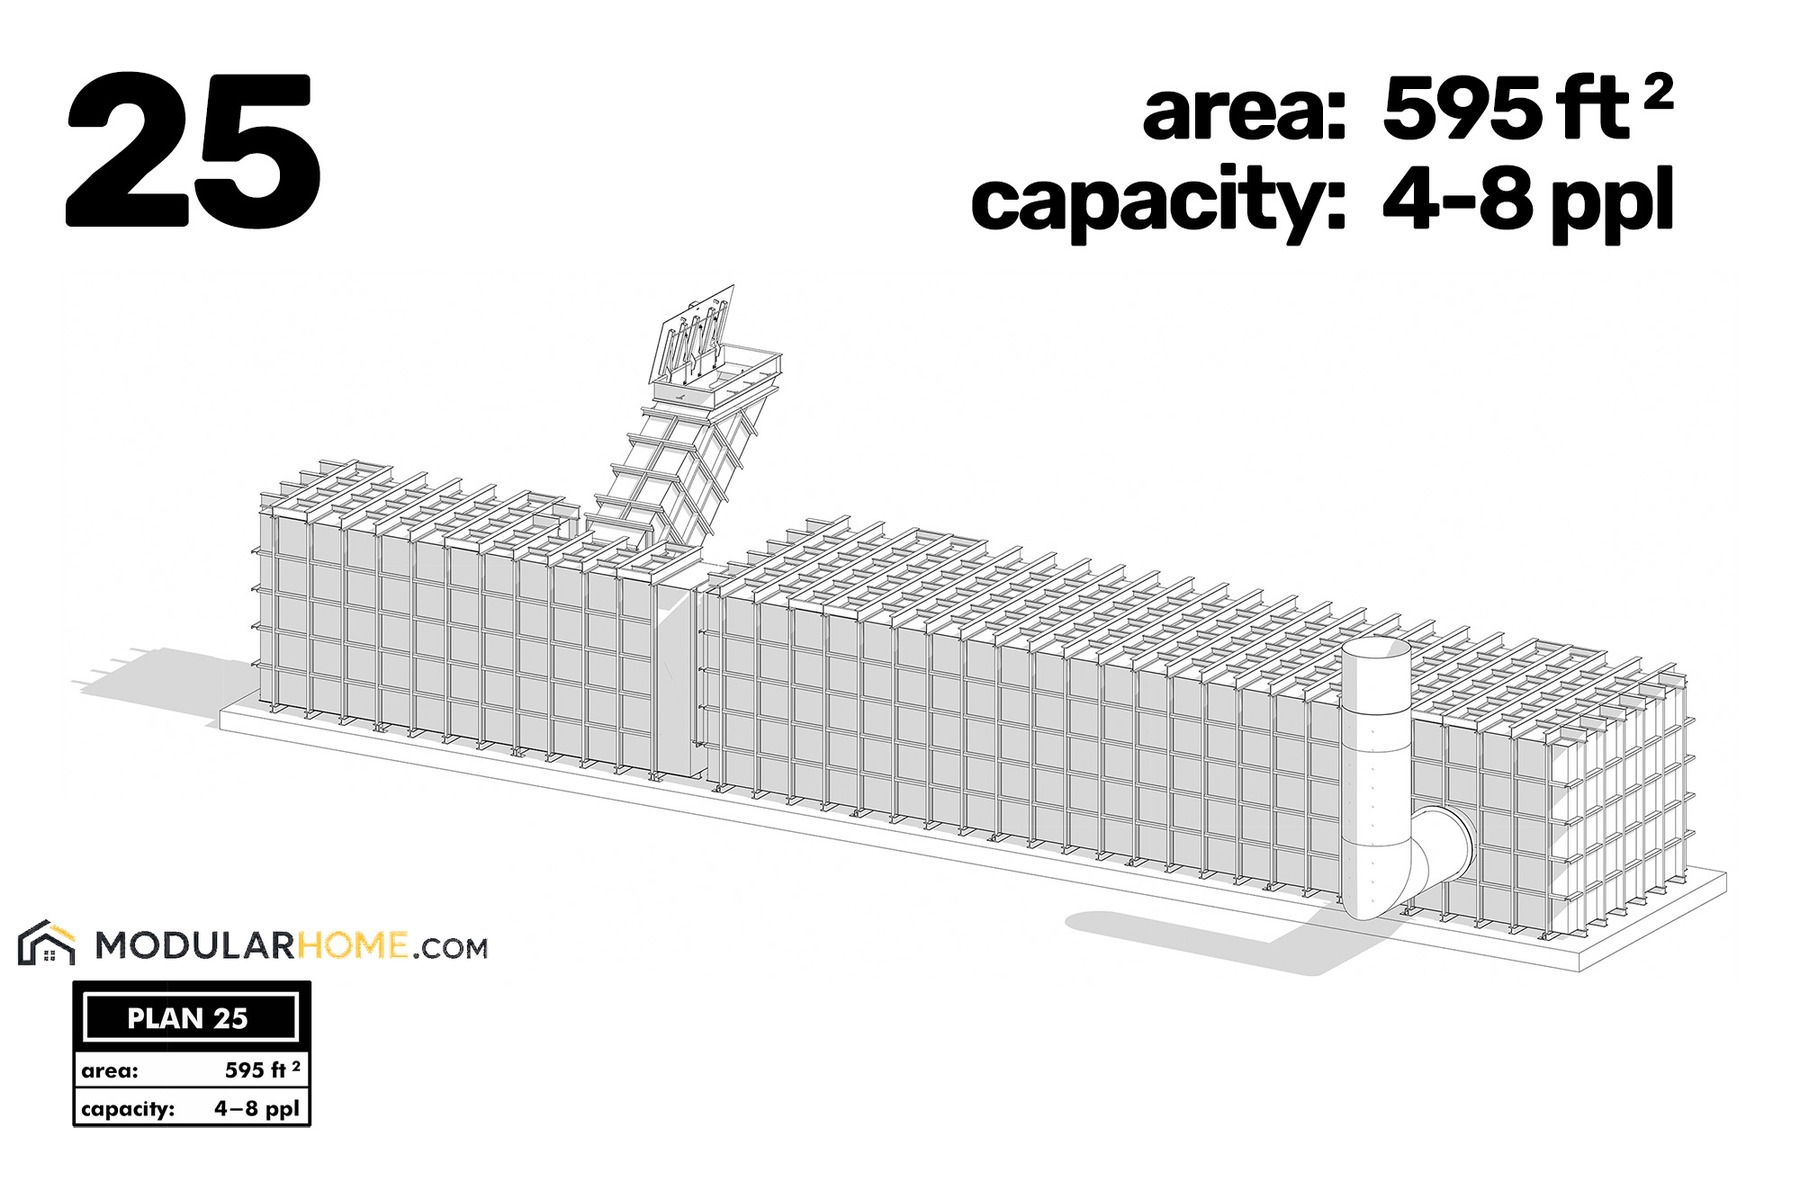 25
area: 595 ft²
capacity: 4-8 ppl
MODULARHOME.COM
PLAN 25
area: 595 ft²
capacity: 4–8 ppl